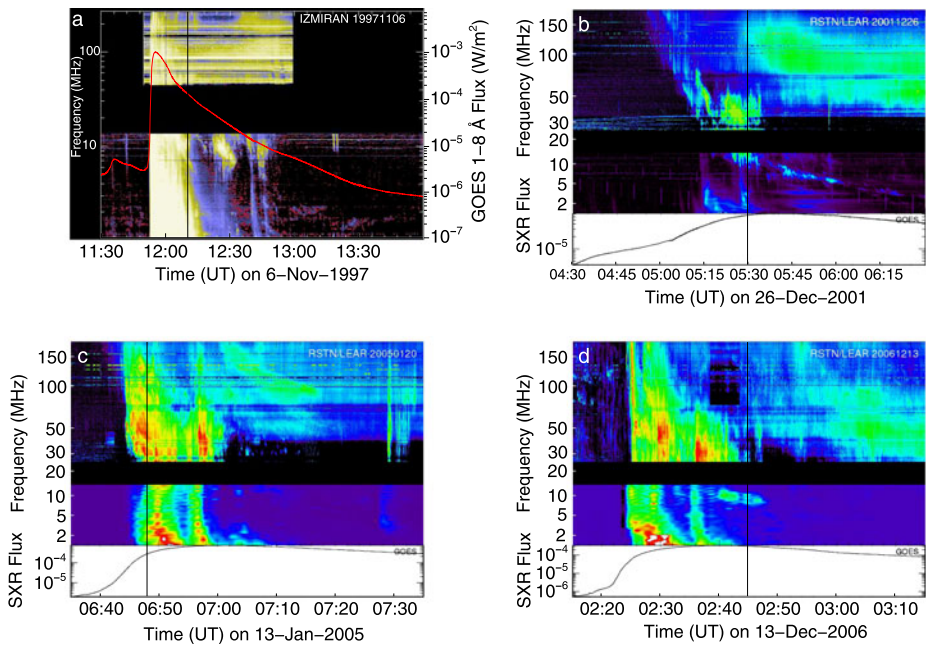 a
IZMIRAN 19971106
Frequency (MHz)
100
10
10⁻³
10⁻⁴
10⁻⁵
10⁻⁶
10⁻⁷
GOES 1–8 Å Flux (W/m²)
11:30 12:00 12:30 13:00 13:30
Time (UT) on 6–Nov–1997
b
RSTN/LEAR 20011226
SXR Flux Frequency (MHz)
150
100
50
30
20
10
5
2
10⁻⁵
GOES
04:30 04:45 05:00 05:15 05:30 05:45 06:00 06:15
Time (UT) on 26–Dec–2001
c
RSTN/LEAR 20050120
SXR Flux Frequency (MHz)
150
100
50
30
20
10
5
2
10⁻⁴
10⁻⁵
GOES
06:40 06:50 07:00 07:10 07:20 07:30
Time (UT) on 13–Jan–2005
d
RSTN/LEAR 20061213
SXR Flux Frequency (MHz)
150
100
50
30
20
10
5
2
10⁻⁴
10⁻⁵
10⁻⁶
GOES
02:20 02:30 02:40 02:50 03:00 03:10
Time (UT) on 13–Dec–2006